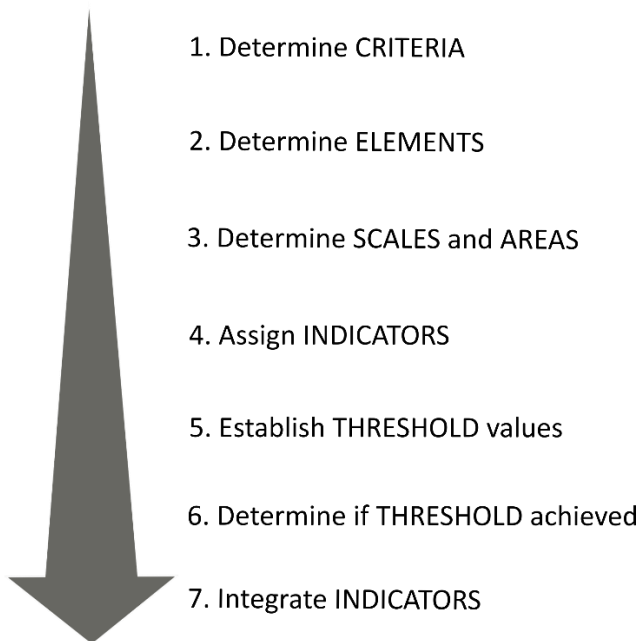 1. Determine CRITERIA
2. Determine ELEMENTS
3. Determine SCALES and AREAS
4. Assign INDICATORS
5. Establish THRESHOLD values
6. Determine if THRESHOLD achieved
7. Integrate INDICATORS